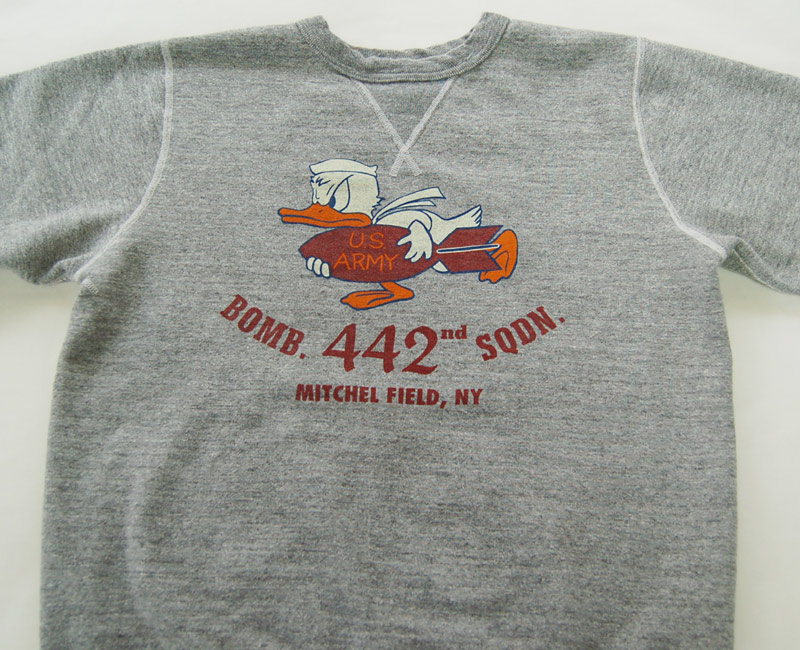 U.S.
ARMY
BOMB. 442nd SQDN.
MITCHEL FIELD, NY